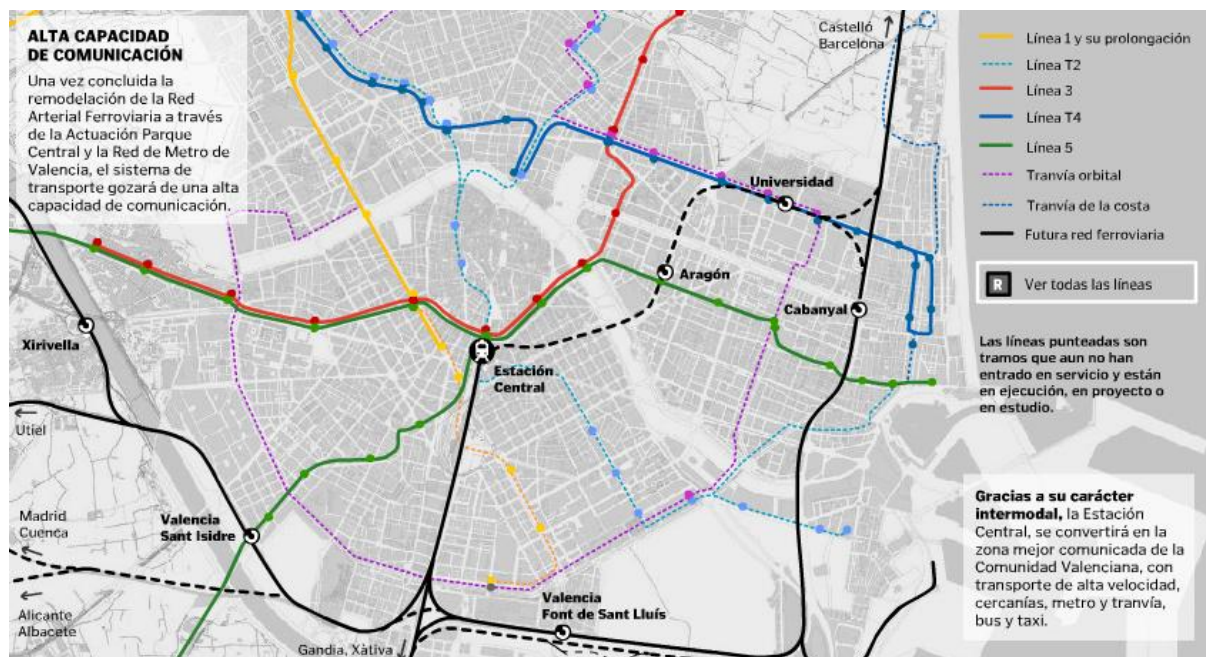 ALTA CAPACIDAD
DE COMUNICACIÓN
Una vez concluida la
remodelación de la Red
Arterial Ferroviaria a través
de la Actuación Parque
Central y la Red de Metro de
Valencia, el sistema de
transporte gozará de una alta
capacidad de comunicación.
Castelló
Barcelona
Universidad
Aragón
Cabanyal
Xirivella
Estación
Central
Utiel
Valencia
Sant Isidre
Madrid
Cuenca
Alicante
Albacete
Valencia
Font de Sant Lluís
Gandia, Xàtiva
Línea 1 y su prolongación
Línea T2
Línea 3
Línea T4
Línea 5
Tranvía orbital
Tranvía de la costa
Futura red ferroviaria
R Ver todas las líneas
Las líneas punteadas son
tramos que aun no han
entrado en servicio y están
en ejecución, en proyecto o
en estudio.
Gracias a su carácter
intermodal, la Estación
Central, se convertirá en la
zona mejor comunicada de la
Comunidad Valenciana, con
transporte de alta velocidad,
cercanías, metro y tranvía,
bus y taxi.